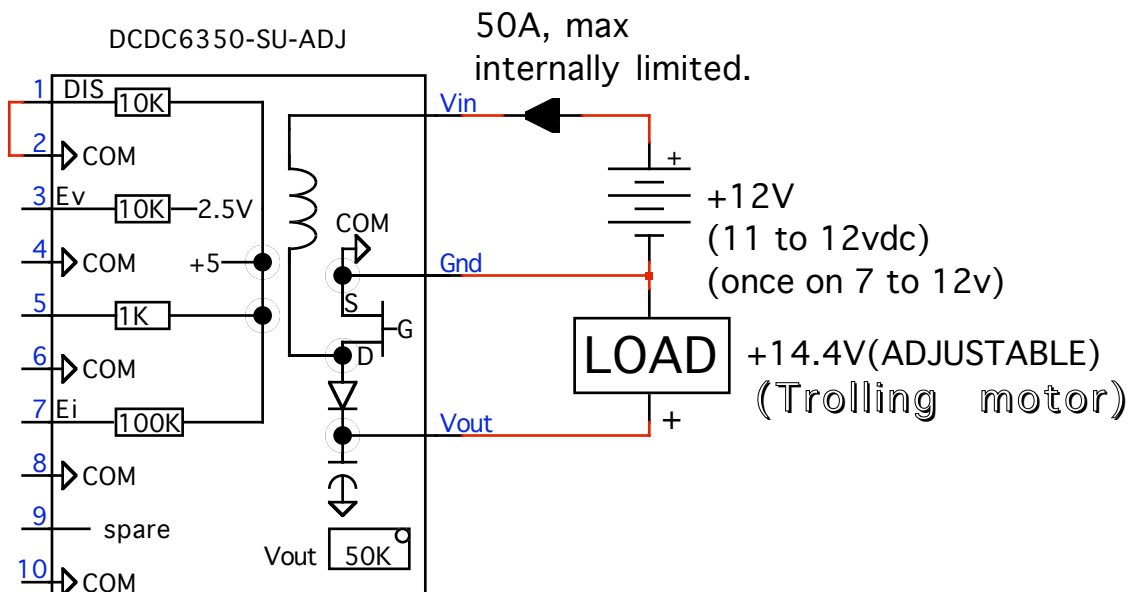 DCDC6350-SU-ADJ
50A, max
internally limited.
1 DIS 10K
Vin
2 COM
+
3 Ev 10K 2.5V
COM
+12V
(11 to 12vdc)
(once on 7 to 12v)
4 COM
+5
Gnd
5 1K
S
G
D
6 COM
LOAD
+14.4V(ADJUSTABLE)
(Trolling motor)
7 Ei 100K
Vout
+
8 COM
9 spare
Vout 50K
10 COM